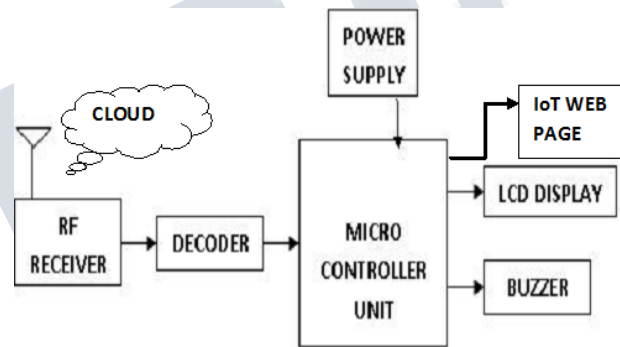 POWER
SUPPLY
CLOUD
IoT WEB
PAGE
RF
RECEIVER
DECODER
MICRO
CONTROLLER
UNIT
LCD DISPLAY
BUZZER